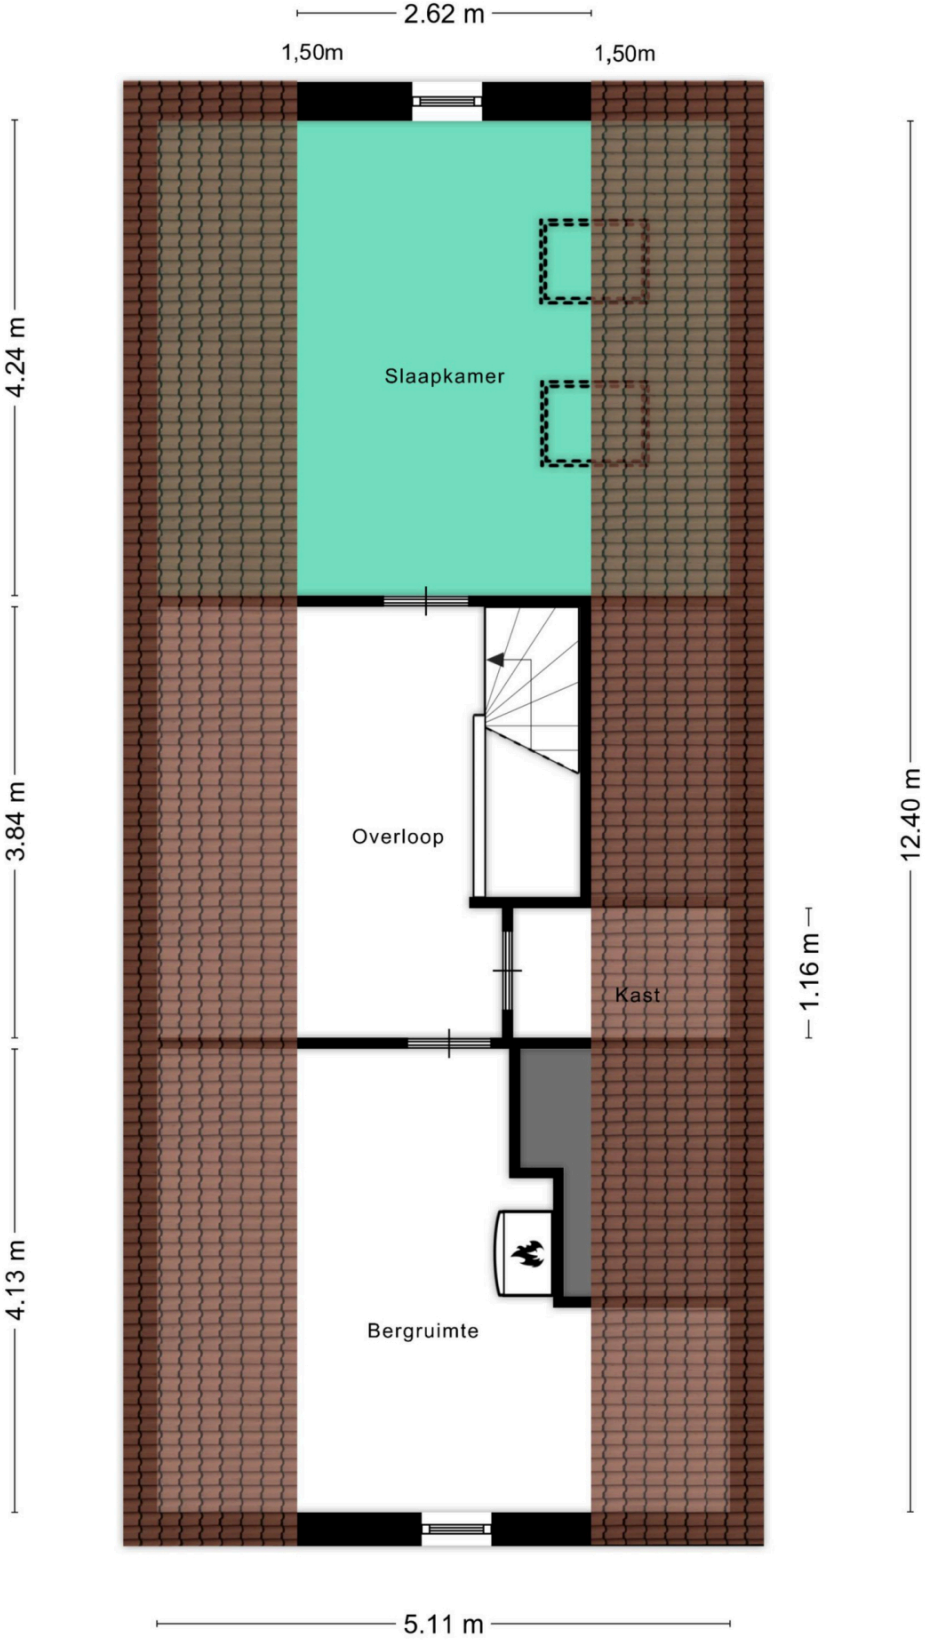 2.62 m
1,50m
1,50m
4.24 m
Slaapkamer
3.84 m
Overloop
12.40 m
1.16 m
Kast
4.13 m
Bergruimte
5.11 m